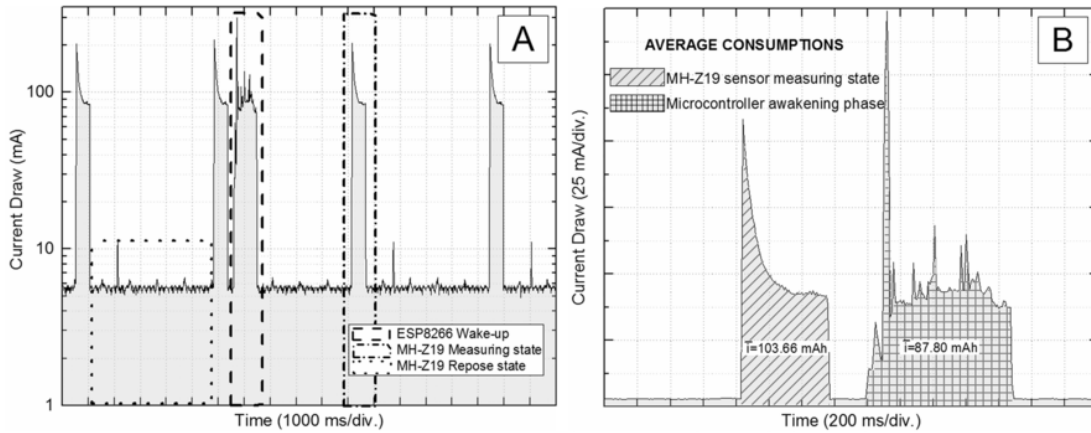 A
Current Draw (mA)
100
10
1
ESP8266 Wake-up
MH-Z19 Measuring state
MH-Z19 Repose state
Time (1000 ms/div.)
B
AVERAGE CONSUMPTIONS
MH-Z19 sensor measuring state
Microcontroller awakening phase
Current Draw (25 mA/div.)
i=103.66 mAh
i=87.80 mAh
Time (200 ms/div.)